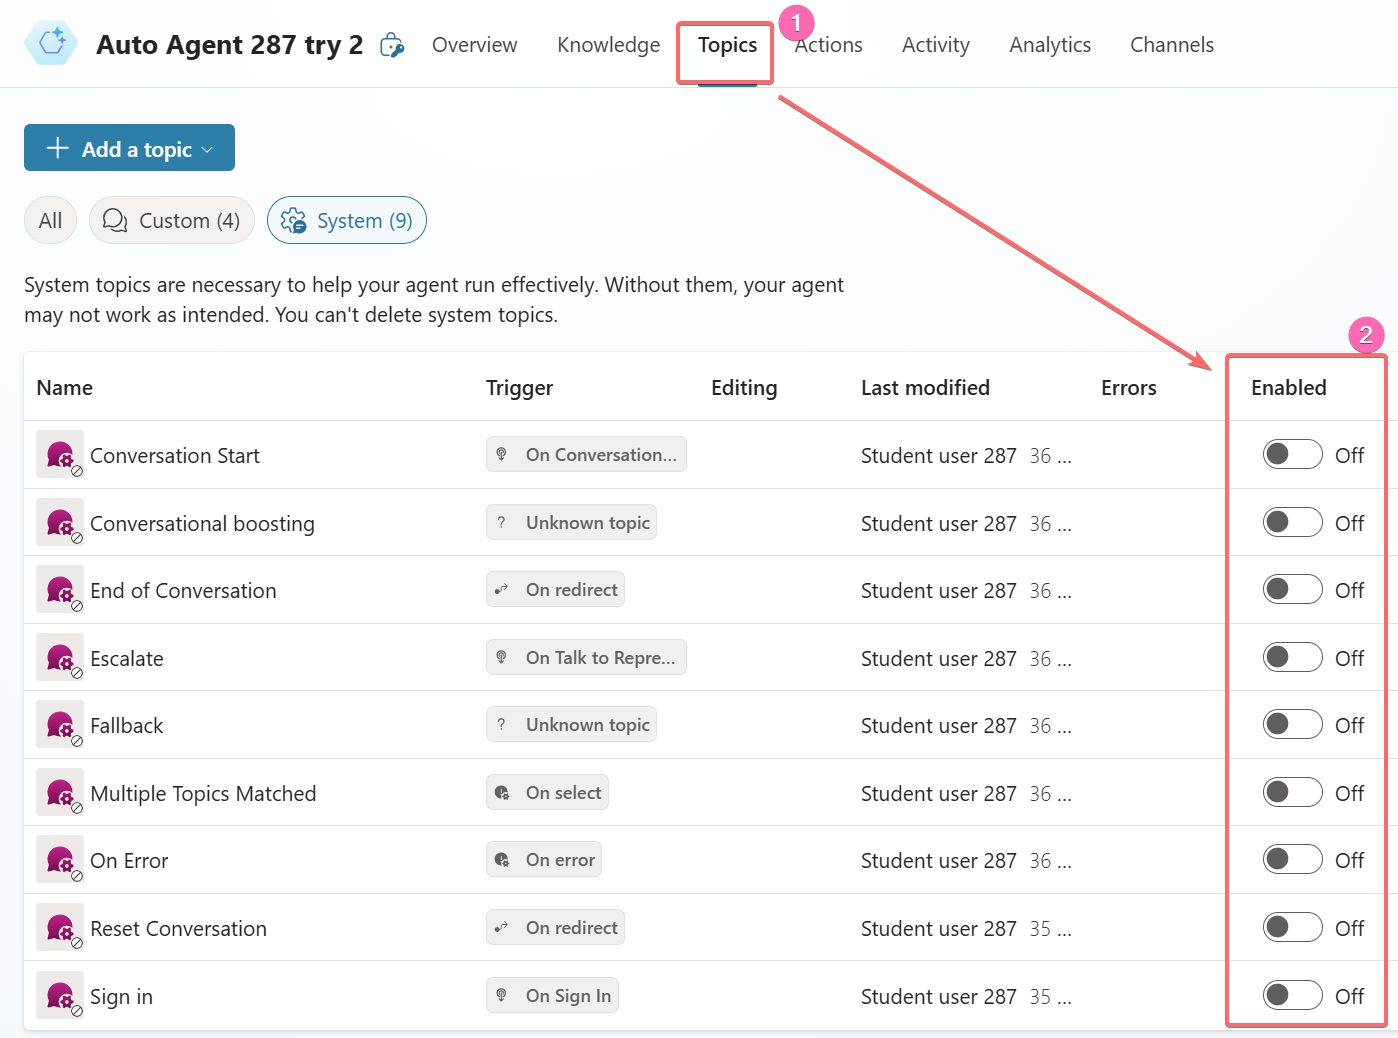 Auto Agent 287 try 2 Overview Knowledge Topics Actions Activity Analytics Channels
1
Add a topic
All Custom (4) System (9)
System topics are necessary to help your agent run effectively. Without them, your agent
may not work as intended. You can't delete system topics.
2
Name Trigger Editing Last modified Errors Enabled
Conversation Start On Conversation... Student user 287 36 ... Off
Conversational boosting ? Unknown topic Student user 287 36 ... Off
End of Conversation On redirect Student user 287 36 ... Off
Escalate On Talk to Repre... Student user 287 36 ... Off
Fallback ? Unknown topic Student user 287 36 ... Off
Multiple Topics Matched On select Student user 287 36 ... Off
On Error On error Student user 287 36 ... Off
Reset Conversation On redirect Student user 287 35 ... Off
Sign in On Sign In Student user 287 35 ... Off